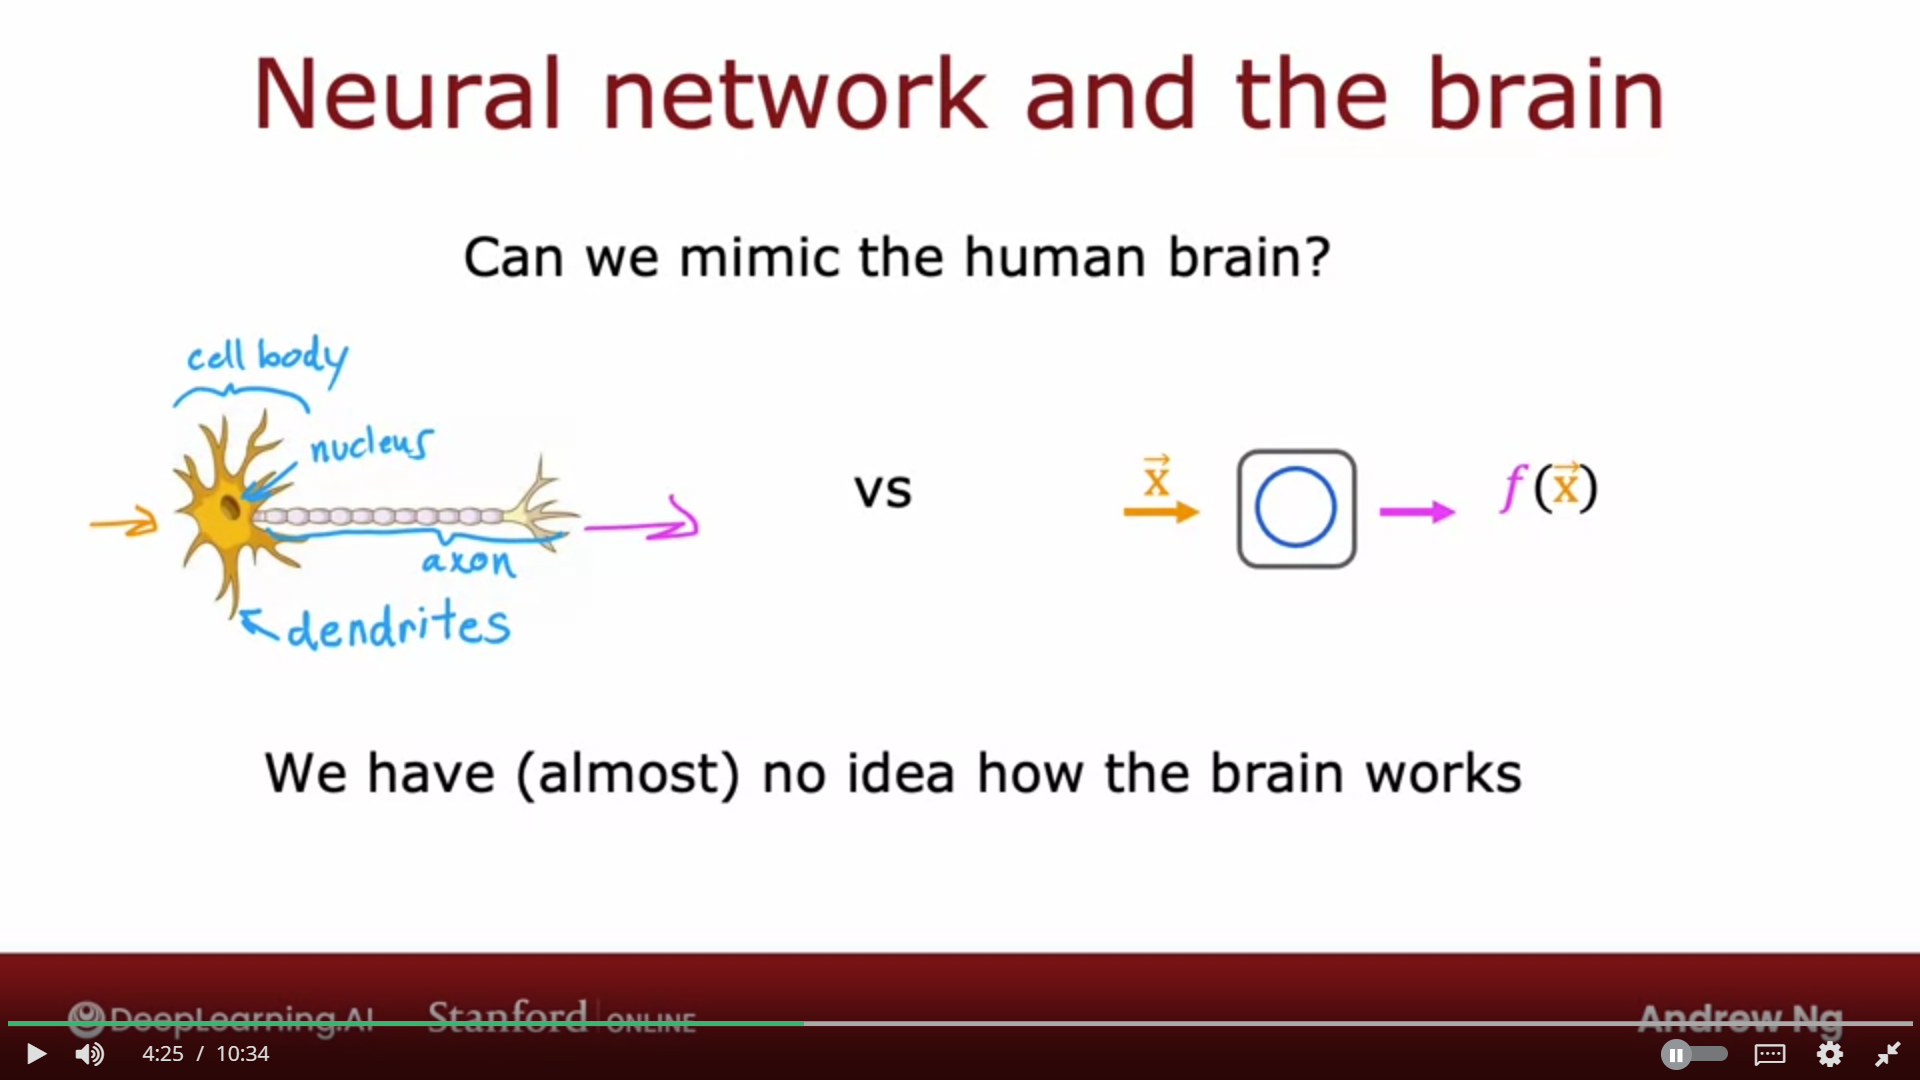 Neural network and the brain
Can we mimic the human brain?
cell body
nucleus
axon
dendrites
vs
x⃗
f(x⃗)
We have (almost) no idea how the brain works
DeepLearning.AI
Stanford | ONLINE
Andrew Ng
4:25 / 10:34